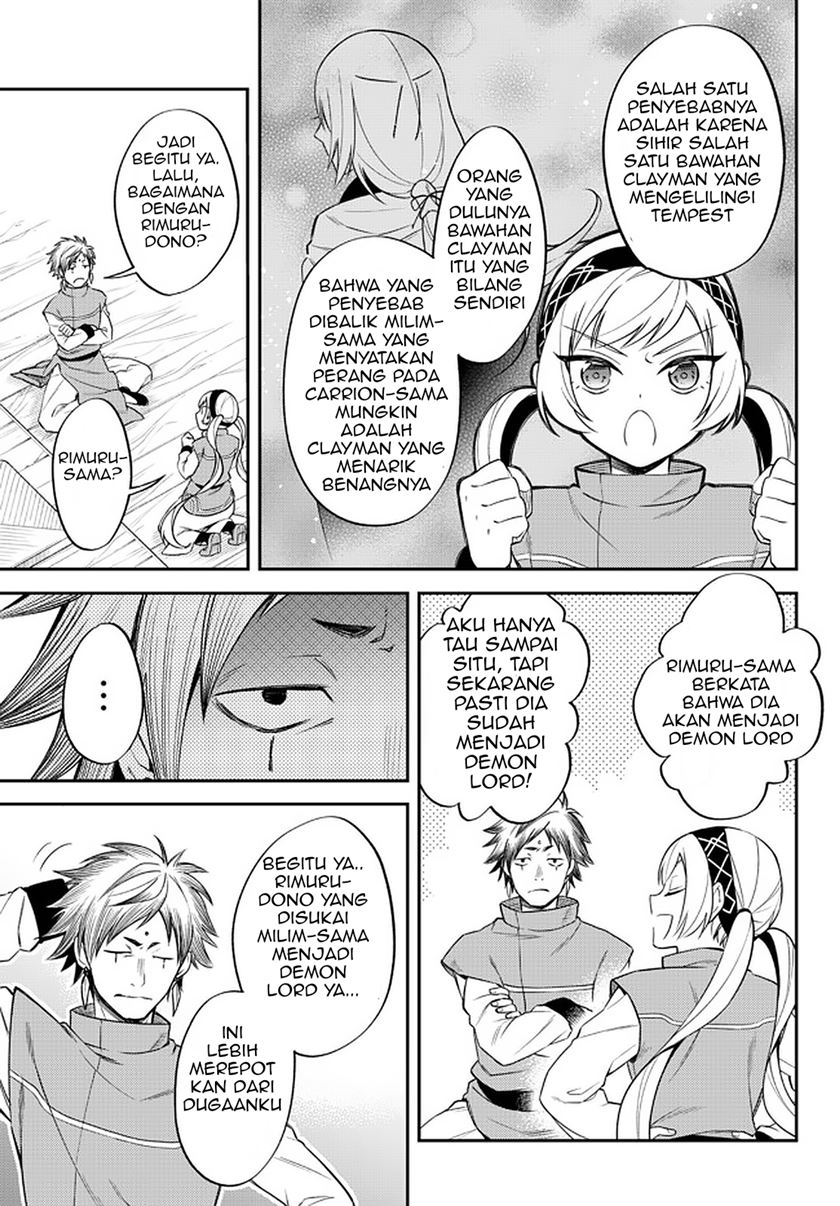 SALAH SATU
PENYEBABNYA
ADALAH KARENA
SIHIR SALAH
SATU BAWAHAN
CLAYMAN YANG
MENGELILINGI
TEMPEST
ORANG
YANG
DULUNYA
BAWAHAN
CLAYMAN
ITU YANG
BILANG
SENDIRI
BAHWA YANG
PENYEBAB
DIBALIK MILIM-
SAMA YANG
MENYATAKAN
PERANG PADA
CARRION-SAMA
MUNGKIN
ADALAH
CLAYMAN YANG
MENARIK
BENANGNYA
JADI
BEGITU YA.
LALU,
BAGAIMANA
DENGAN
RIMURU-
DONO?
RIMURU-
SAMA?
RIMURU-SAMA
BERKATA
BAHWA DIA
AKAN MENJADI
DEMON LORD
AKU HANYA
TAU SAMPAI
SITU, TAPI
SEKARANG
PASTI DIA
SUDAH
MENJADI
DEMON
LORD!
...
BEGITU YA..
RIMURU-
DONO YANG
DISUKAI
MILIM-SAMA
MENJADI
DEMON
LORD YA...
INI
LEBIH
MEREPOT
KAN DARI
DUGAANKU